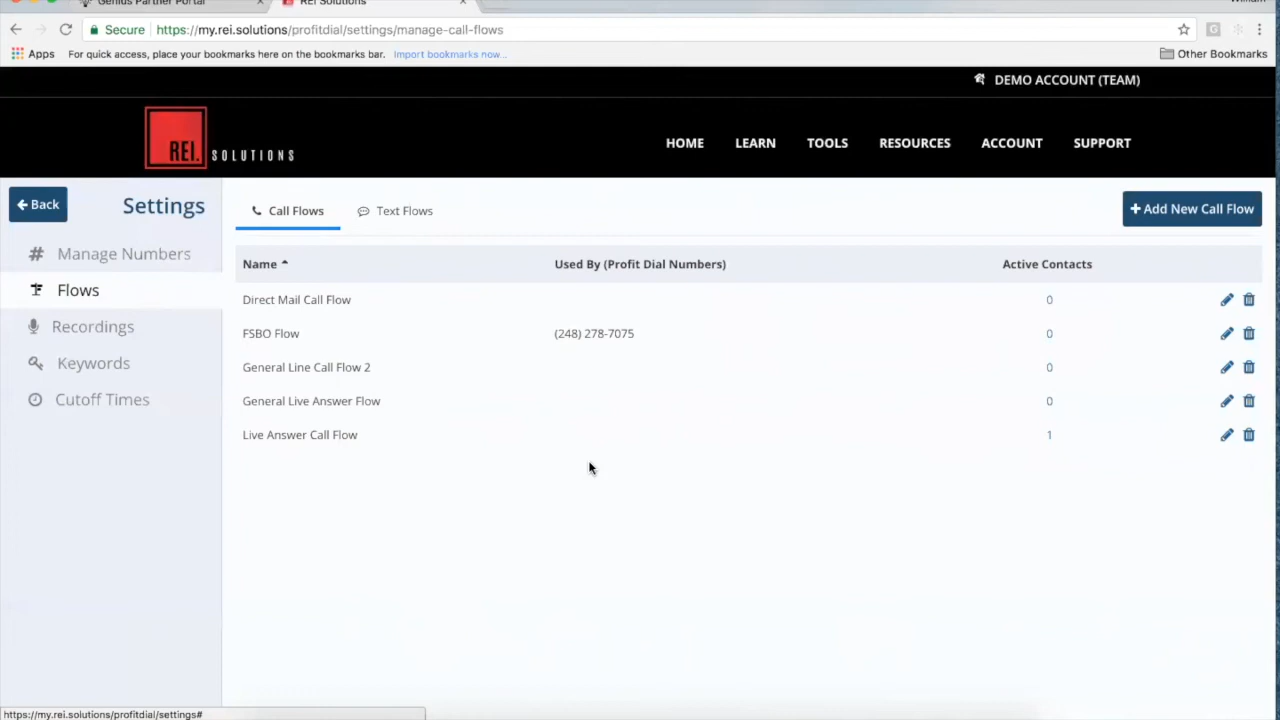 Genius Partner Portal
REI Solutions
William
Secure https://my.rei.solutions/profitdial/settings/manage-call-flows
Apps For quick access, place your bookmarks here on the bookmarks bar. Import bookmarks now... Other Bookmarks
DEMO ACCOUNT (TEAM)
REI. SOLUTIONS
HOME LEARN TOOLS RESOURCES ACCOUNT SUPPORT
Back Settings
Manage Numbers
Flows
Recordings
Keywords
Cutoff Times
Call Flows Text Flows
+ Add New Call Flow
Name Used By (Profit Dial Numbers) Active Contacts
Direct Mail Call Flow 0
FSBO Flow (248) 278-7075 0
General Line Call Flow 2 0
General Live Answer Flow 0
Live Answer Call Flow 1
https://my.rei.solutions/profitdial/settings#